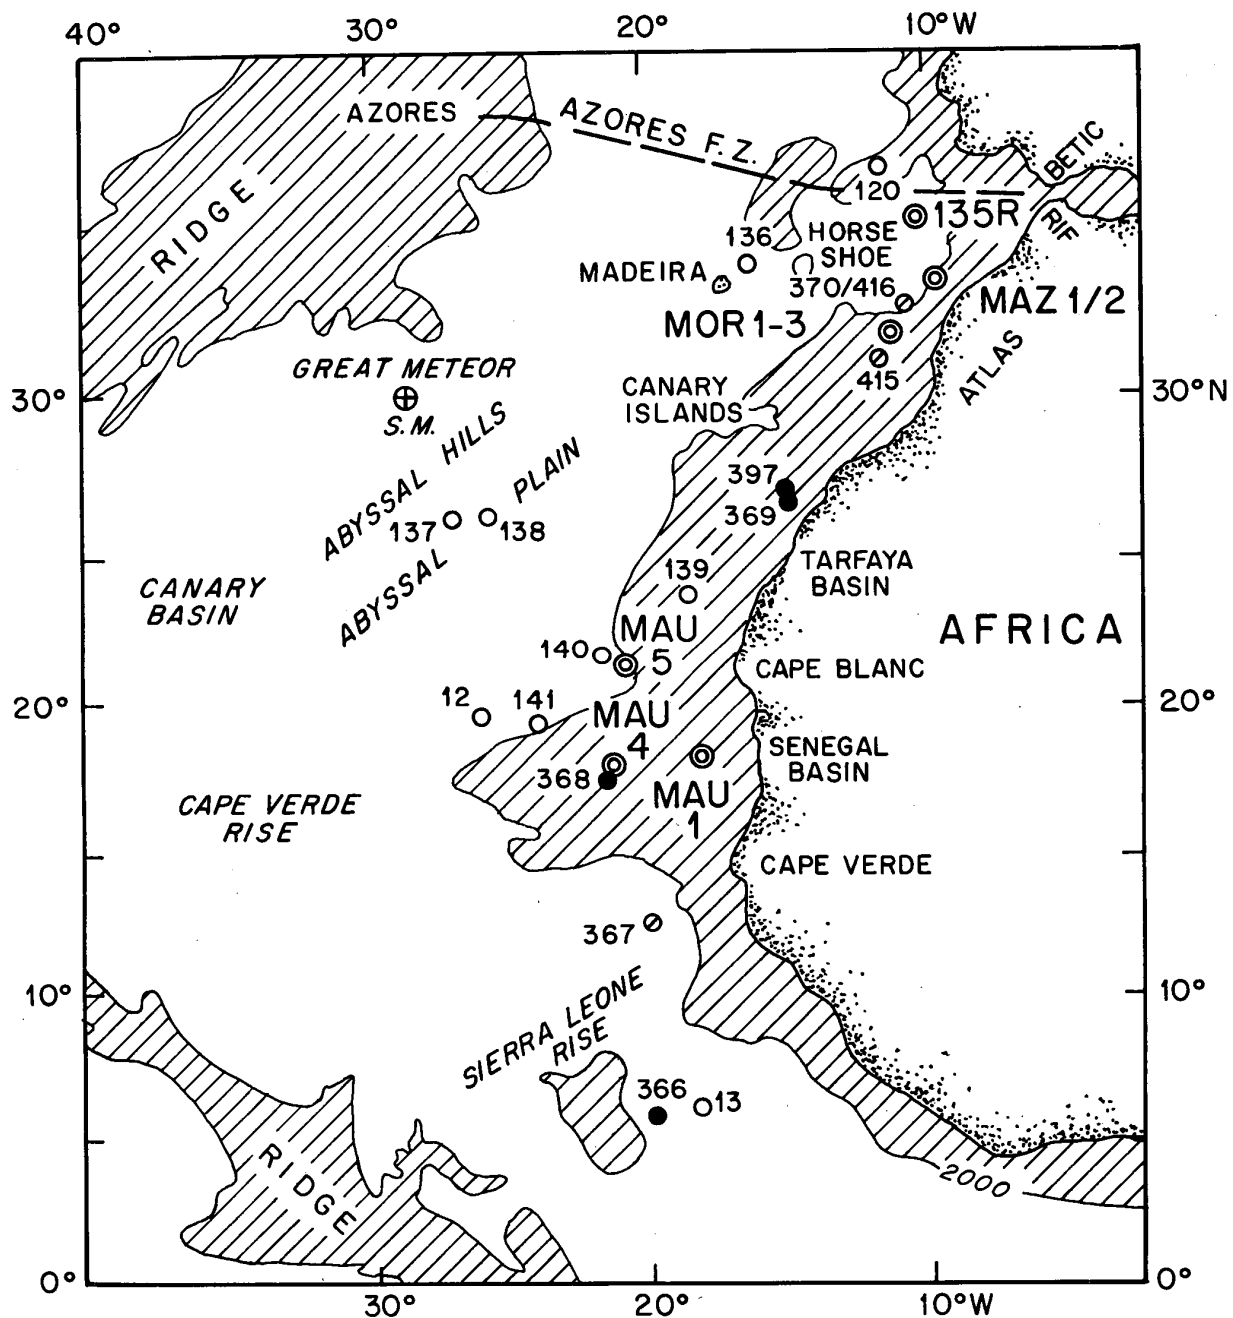 40° 30° 20° 10°W
AZORES
AZORES F.Z.
BETIC
120
RIDGE
135R
RIF
136
HORSE
SHOE
MADEIRA
370/416
MAZ 1/2
MOR 1-3
ATLAS
415
GREAT METEOR
S.M.
CANARY
ISLANDS
30°
30°N
ABYSSAL HILLS
397
369
137
138
ABYSSAL PLAIN
TARFAYA
BASIN
139
CANARY
BASIN
MAU
5
AFRICA
140
CAPE BLANC
12
141
20°
20°
MAU
4
SENEGAL
BASIN
368
MAU
1
CAPE VERDE
RISE
CAPE VERDE
367
10°
10°
SIERRA LEONE
RISE
366
13
RIDGE
2000
0°
0°
30° 20° 10°W